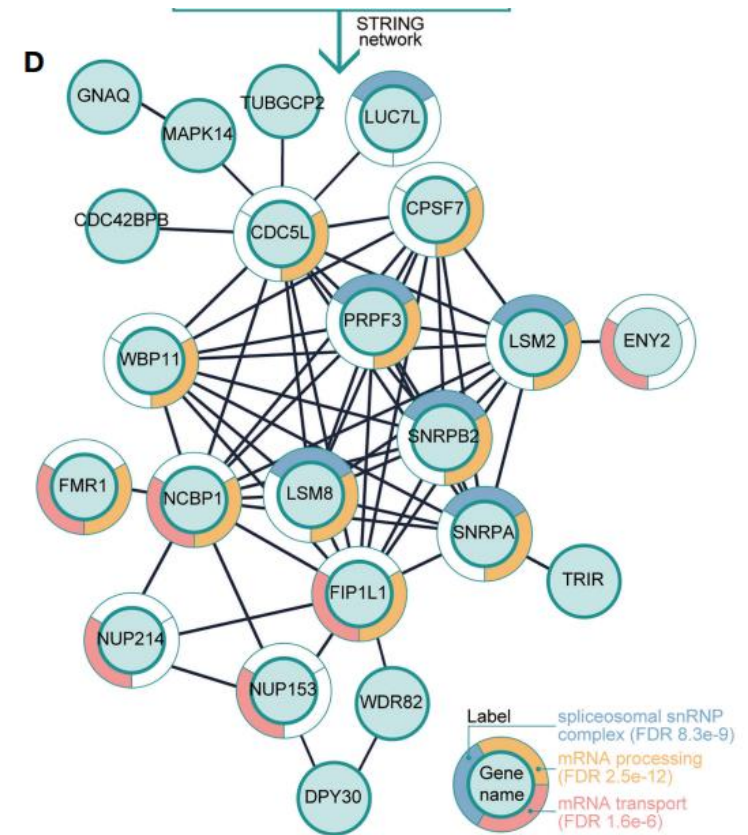 STRING
network
D
GNAQ
TUBGCP2
MAPK14
LUC7L
CDC42BPB
CDC5L
CPSF7
PRPF3
WBP11
LSM2
ENY2
SNRPB2
FMR1
NCBP1
LSM8
SNRPA
FIP1L1
TRIR
NUP214
NUP153
WDR82
DPY30
Label
spliceosomal snRNP
complex (FDR 8.3e-9)
mRNA processing
(FDR 2.5e-12)
mRNA transport
(FDR 1.6e-6)
Gene
name